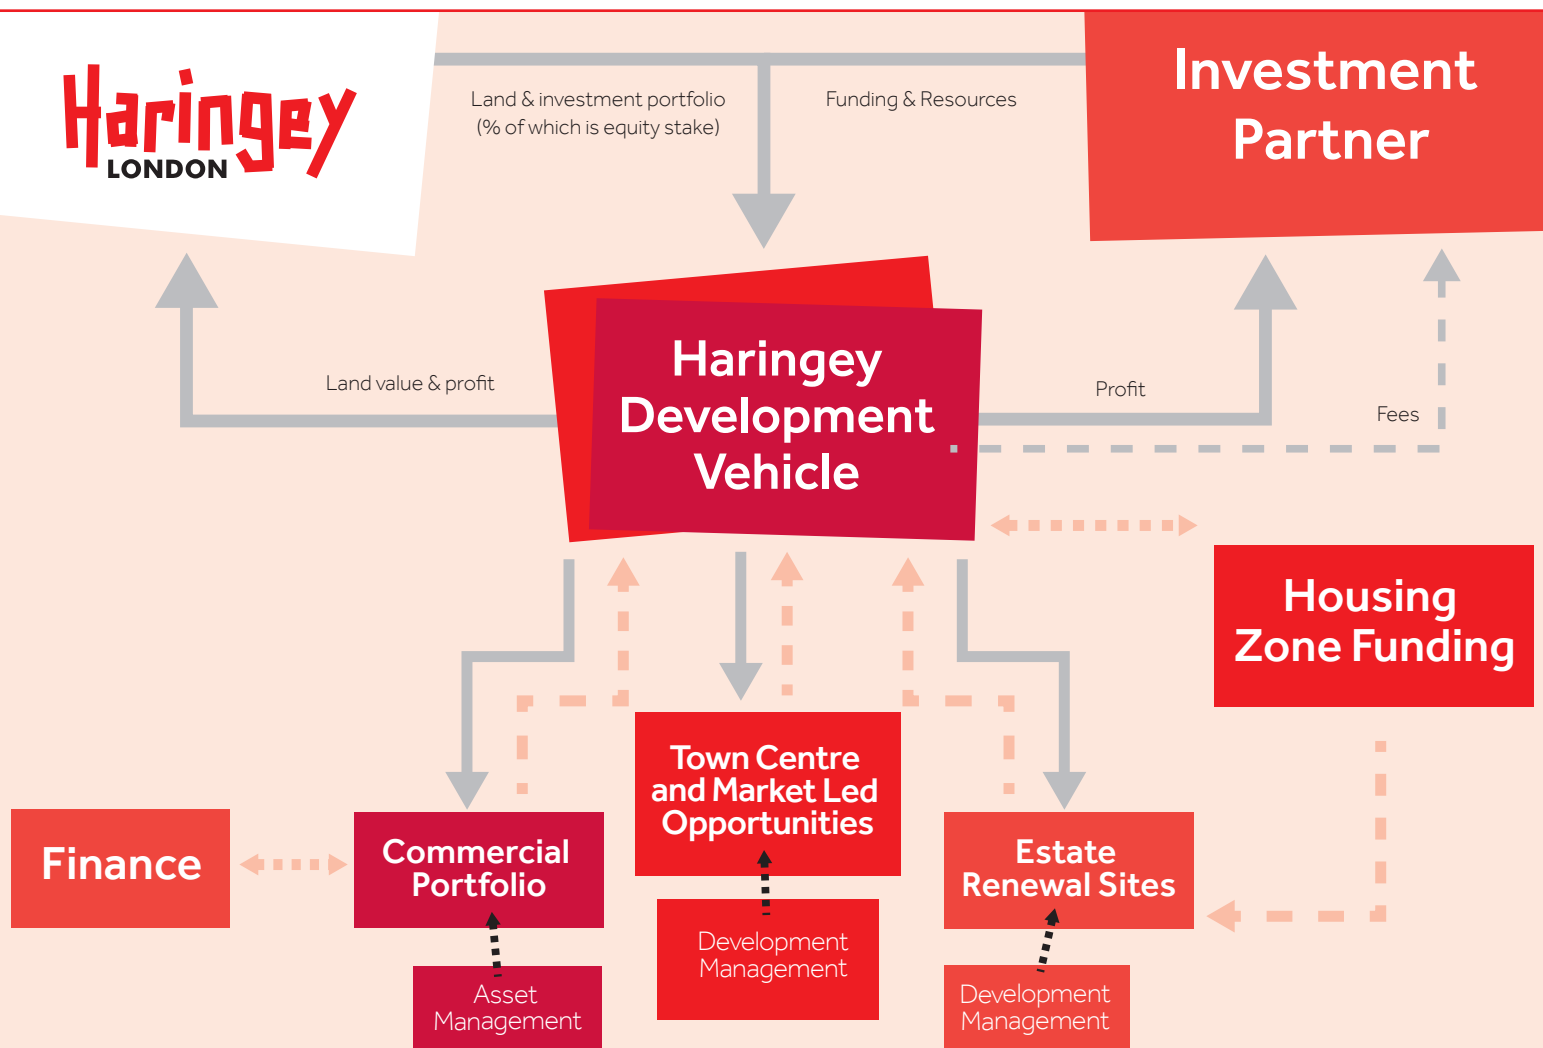 Haringey
LONDON
Land & investment portfolio
(% of which is equity stake)
Funding & Resources
Investment
Partner
Land value & profit
Haringey
Development
Vehicle
Profit
Fees
Housing
Zone Funding
Town Centre
and Market Led
Opportunities
Finance
Commercial
Portfolio
Estate
Renewal Sites
Development
Management
Asset
Management
Development
Management